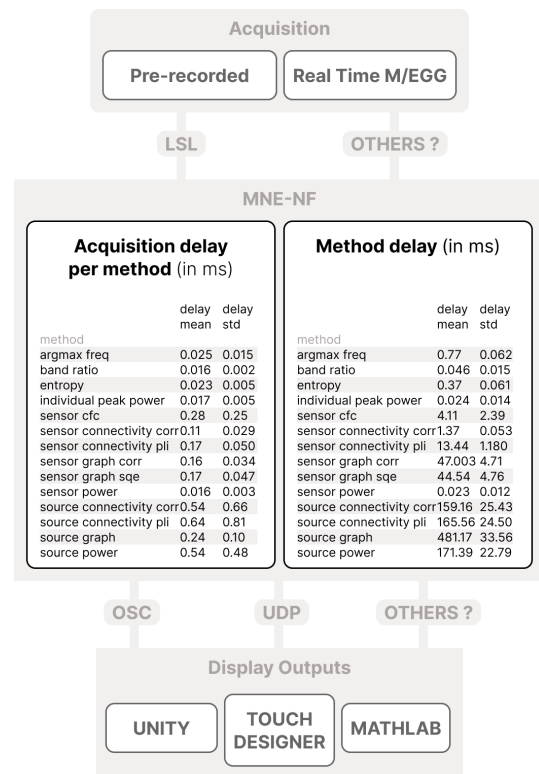 Acquisition
Pre-recorded
Real Time M/EGG
LSL
OTHERS ?
MNE-NF
Acquisition delay
per method (in ms)
delay delay
mean std
method
argmax freq 0.025 0.015
band ratio 0.016 0.002
entropy 0.023 0.005
individual peak power 0.017 0.005
sensor cfc 0.28 0.25
sensor connectivity corr 0.11 0.029
sensor connectivity pli 0.17 0.050
sensor graph corr 0.16 0.034
sensor graph sqe 0.17 0.047
sensor power 0.016 0.003
source connectivity corr 0.54 0.66
source connectivity pli 0.64 0.81
source graph 0.24 0.10
source power 0.54 0.48
Method delay (in ms)
delay delay
mean std
method
argmax freq 0.77 0.062
band ratio 0.046 0.015
entropy 0.37 0.061
individual peak power 0.024 0.014
sensor cfc 4.11 2.39
sensor connectivity corr 1.37 0.053
sensor connectivity pli 13.44 1.180
sensor graph corr 47.003 4.71
sensor graph sqe 44.54 4.76
sensor power 0.023 0.012
source connectivity corr 159.16 25.43
source connectivity pli 165.56 24.50
source graph 481.17 33.56
source power 171.39 22.79
OSC
UDP
OTHERS ?
Display Outputs
UNITY
TOUCH
DESIGNER
MATHLAB